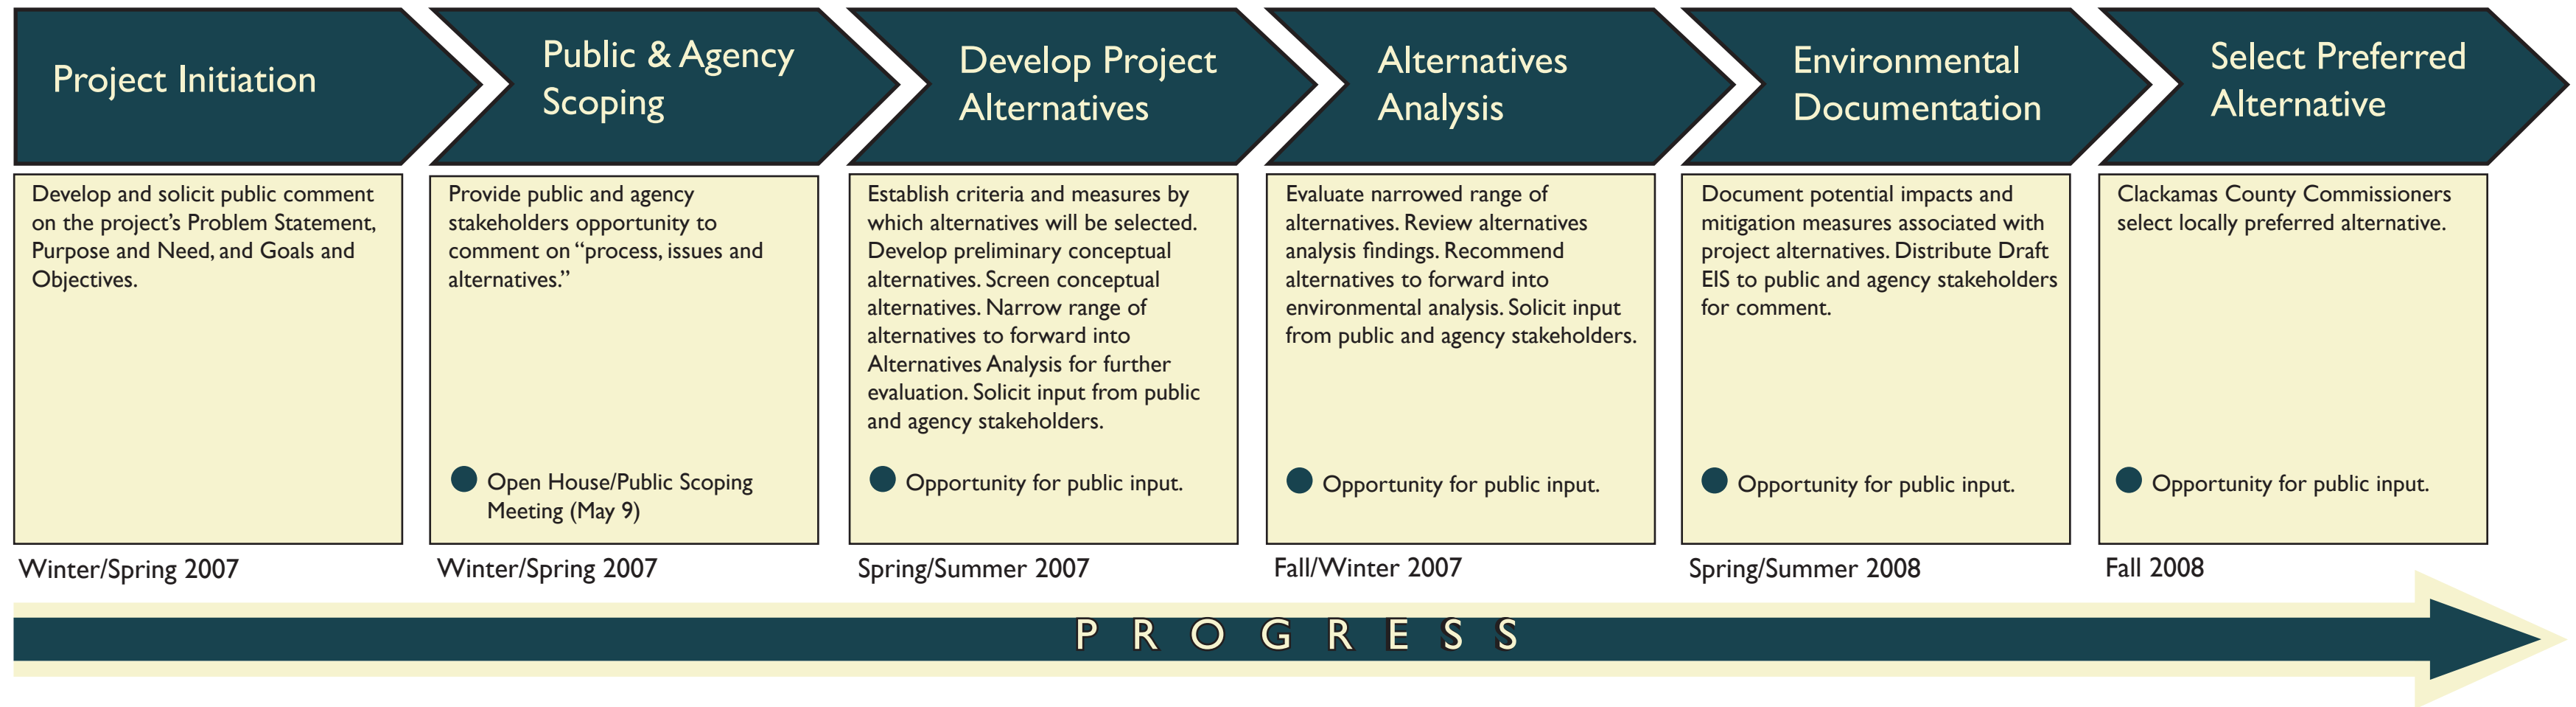 Project Initiation
Develop and solicit public comment
on the project’s Problem Statement,
Purpose and Need, and Goals and
Objectives.
Winter/Spring 2007
Public & Agency
Scoping
Provide public and agency
stakeholders opportunity to
comment on “process, issues and
alternatives.”
Open House/Public Scoping
Meeting (May 9)
Winter/Spring 2007
Develop Project
Alternatives
Establish criteria and measures by
which alternatives will be selected.
Develop preliminary conceptual
alternatives. Screen conceptual
alternatives. Narrow range of
alternatives to forward into
Alternatives Analysis for further
evaluation. Solicit input from public
and agency stakeholders.
Opportunity for public input.
Spring/Summer 2007
Alternatives
Analysis
Evaluate narrowed range of
alternatives. Review alternatives
analysis findings. Recommend
alternatives to forward into
environmental analysis. Solicit input
from public and agency stakeholders.
Opportunity for public input.
Fall/Winter 2007
Environmental
Documentation
Document potential impacts and
mitigation measures associated with
project alternatives. Distribute Draft
EIS to public and agency stakeholders
for comment.
Opportunity for public input.
Spring/Summer 2008
Select Preferred
Alternative
Clackamas County Commissioners
select locally preferred alternative.
Opportunity for public input.
Fall 2008
PROGRESS